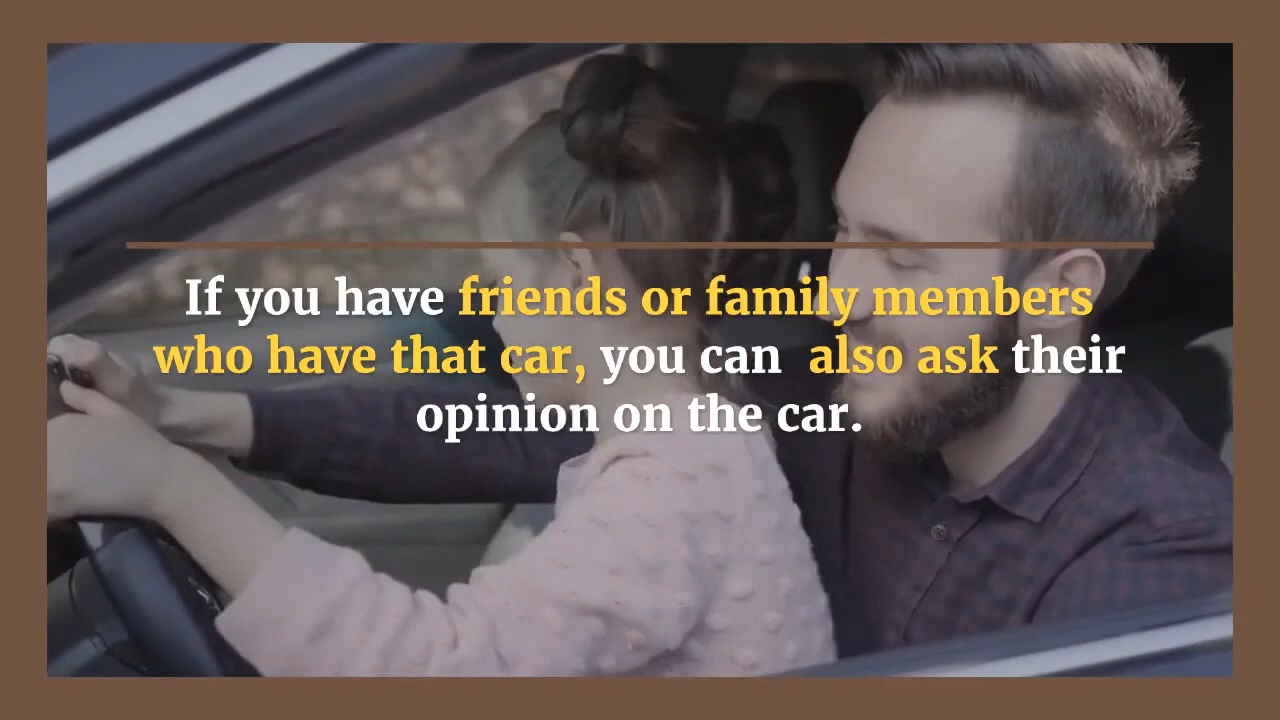 If you have friends or family members
who have that car, you can also ask their
opinion on the car.